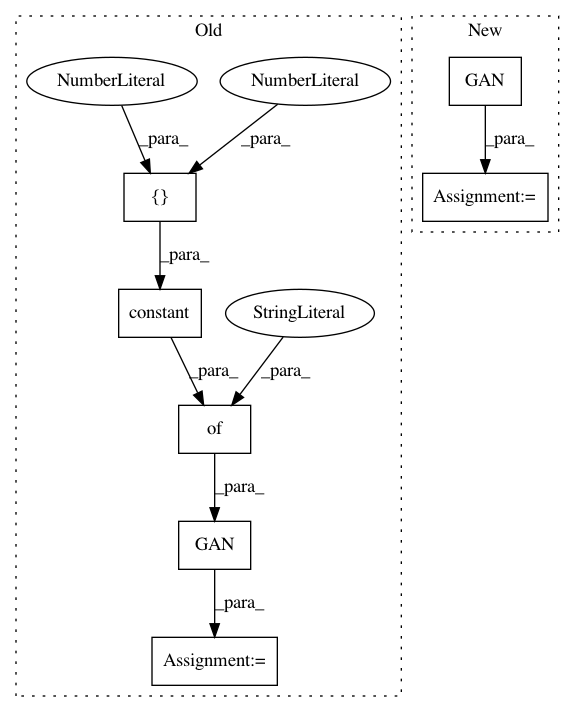 Old
New
NumberLiteral
NumberLiteral
GAN
_para_
_para_
_para_
{}
Assignment:=
_para_
constant
StringLiteral
_para_
_para_
of
_para_
GAN
_para_
Assignment:=